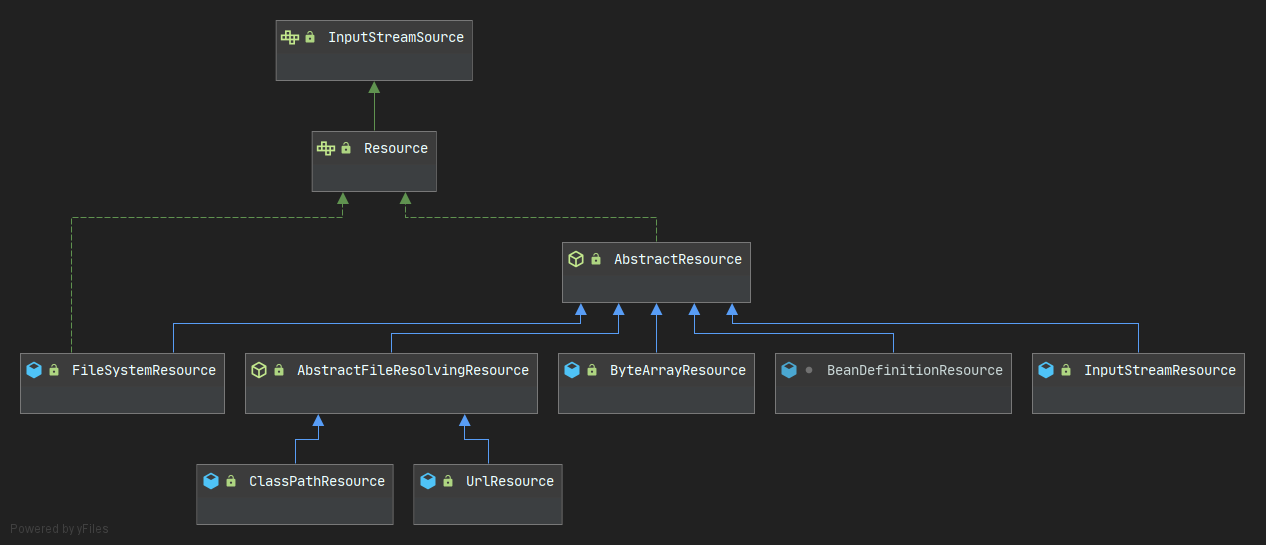 InputStreamSource
Resource
AbstractResource
FileSystemResource
AbstractFileResolvingResource
ByteArrayResource
BeanDefinitionResource
InputStreamResource
ClassPathResource
UrlResource
Powered by yFiles